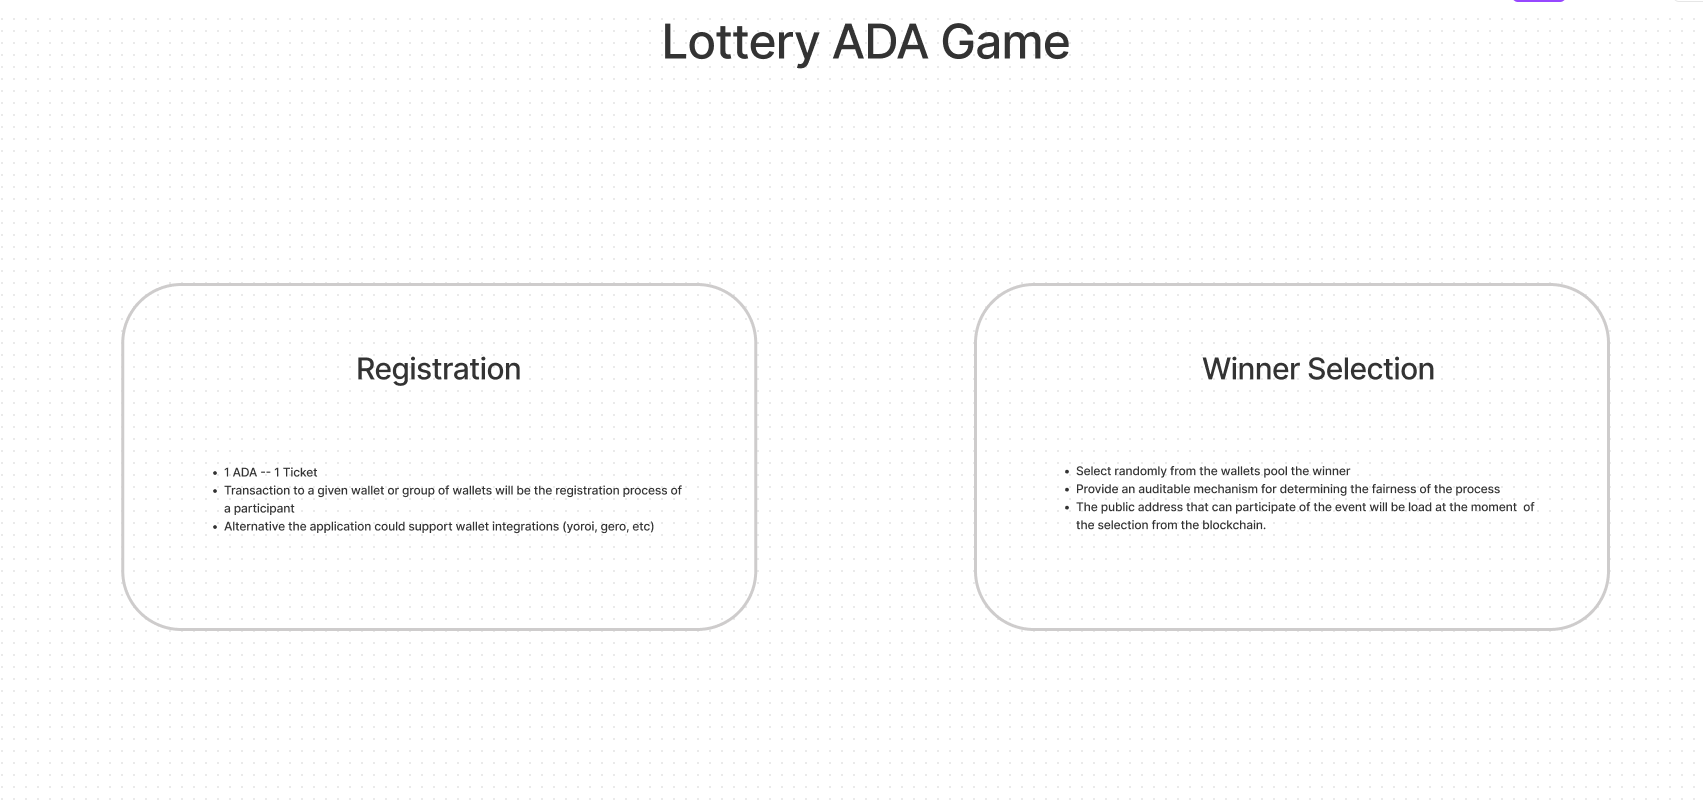 Lottery ADA Game
Registration
• 1 ADA -- 1 Ticket
• Transaction to a given wallet or group of wallets will be the registration process of
a participant
• Alternative the application could support wallet integrations (yoroi, gero, etc)
Winner Selection
• Select randomly from the wallets pool the winner
• Provide an auditable mechanism for determining the fairness of the process
• The public address that can participate of the event will be load at the moment  of
the selection from the blockchain.